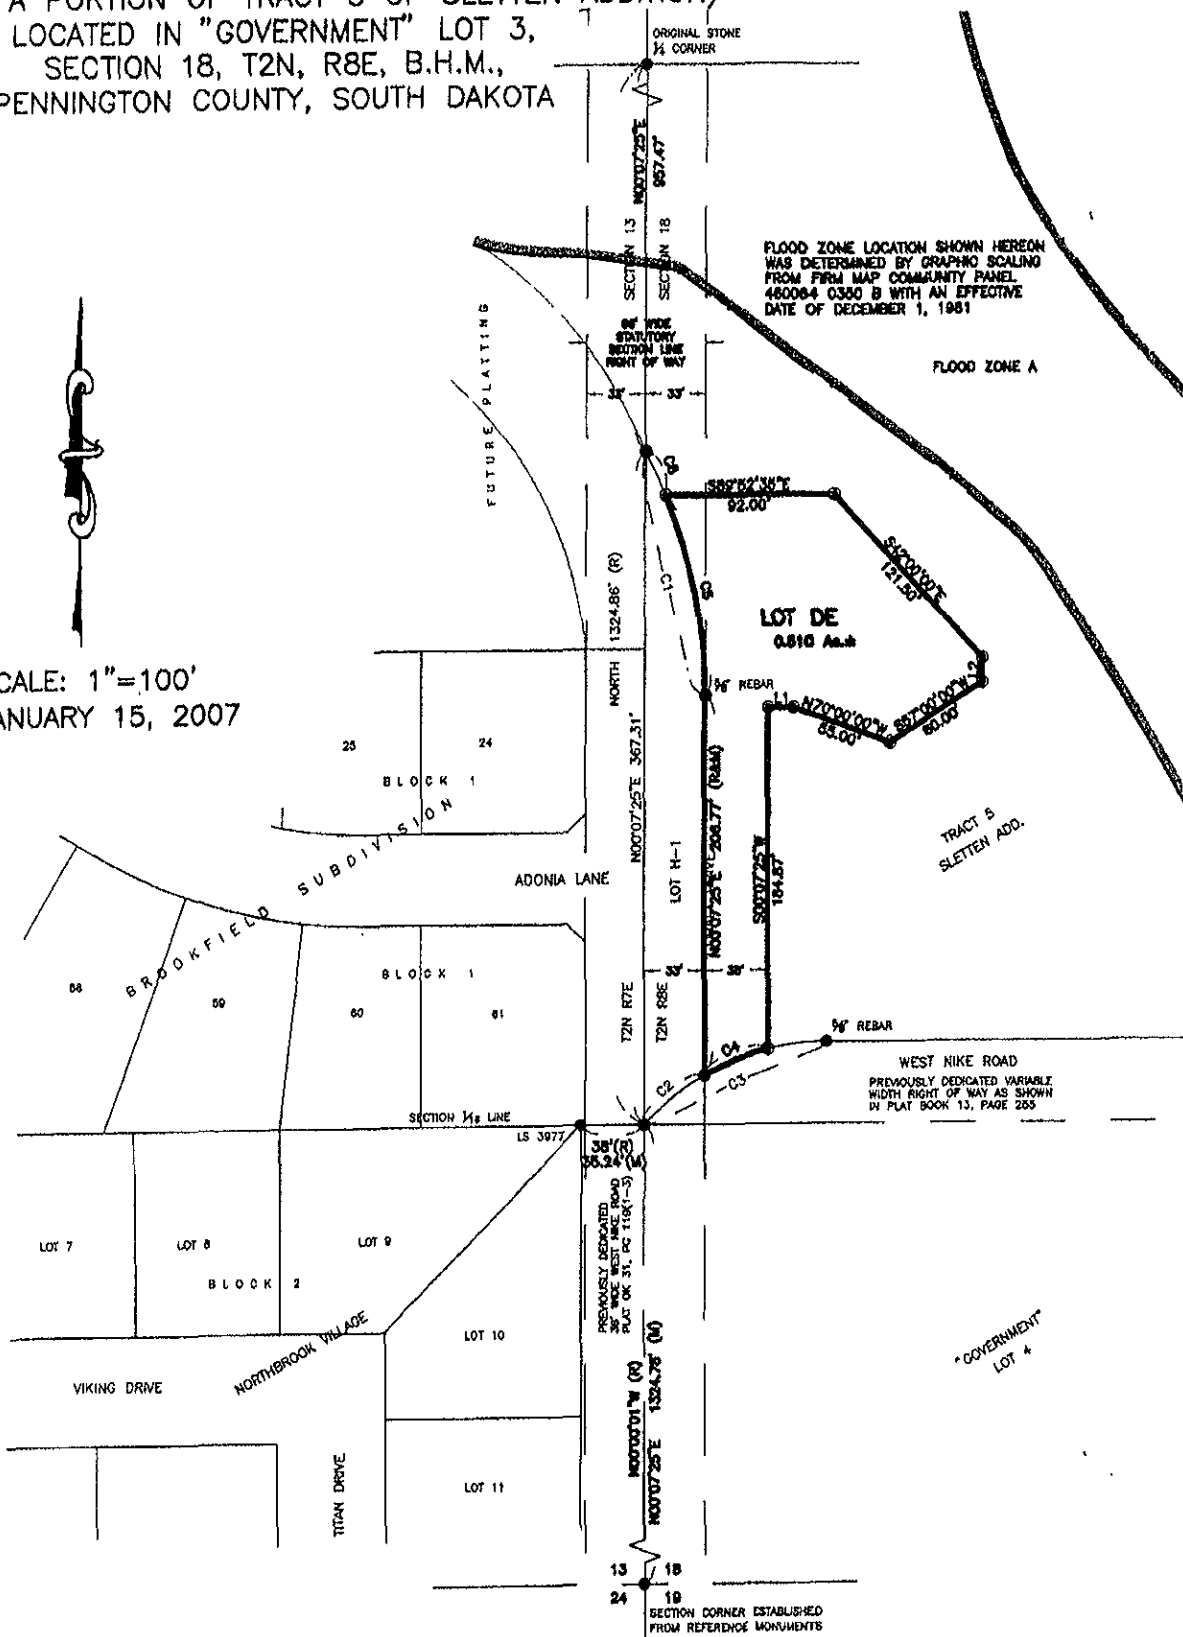 A PORTION OF TRACT 5 OF SLETTEN ADDITION,
LOCATED IN "GOVERNMENT" LOT 3,
SECTION 18, T2N, R8E, B.H.M.,
PENNINGTON COUNTY, SOUTH DAKOTA
ORIGINAL STONE
¼ CORNER
N00°07'25"E
957.47'
SECTION 13
SECTION 18
FLOOD ZONE LOCATION SHOWN HEREON
WAS DETERMINED BY GRAPHIC SCALING
FROM FIRM MAP COMMUNITY PANEL
460064 0350 B WITH AN EFFECTIVE
DATE OF DECEMBER 1, 1981
FLOOD ZONE A
66' WIDE
STATUTORY
SECTION LINE
RIGHT OF WAY
33'
33'
FUTURE PLATTING
S89°52'35"E
92.00'
S42°00'00"E
121.50'
C1
C5
LOT DE
NORTH 1324.86' (R)
⅝" REBAR
L1
N70°00'00"W
55.00'
S57°00'00"W
60.00'
L2
CALE: 1"=100'
ANUARY 15, 2007
25
24
BLOCK 1
N00°07'25"E 367.31'
LOT H-1
N00°07'25"E 206.77' (R&M)
S00°07'25"W
184.87'
TRACT 5
SLETTEN ADD.
ADONIA LANE
BROOKFIELD SUBDIVISION
BLOCK 1
58
59
60
61
33'
T2N R7E
T2N R8E
⅝" REBAR
C4
C2
C3
WEST NIKE ROAD
PREVIOUSLY DEDICATED VARIABLE
WIDTH RIGHT OF WAY AS SHOWN
IN PLAT BOOK 13, PAGE 255
SECTION 1/16 LINE
LS 3977
(R)
(M)
PREVIOUSLY DEDICATED
WIDE WEST NIKE ROAD
LOT 7
LOT 8
LOT 9
BLOCK 2
LOT 10
NORTHBROOK VILLAGE
VIKING DRIVE
"GOVERNMENT"
LOT 4
N00°00'01"W (R)
N00°07'25"E 1324.78' (M)
TITAN DRIVE
LOT 11
13 18
24 19
SECTION CORNER ESTABLISHED
FROM REFERENCE MONUMENTS